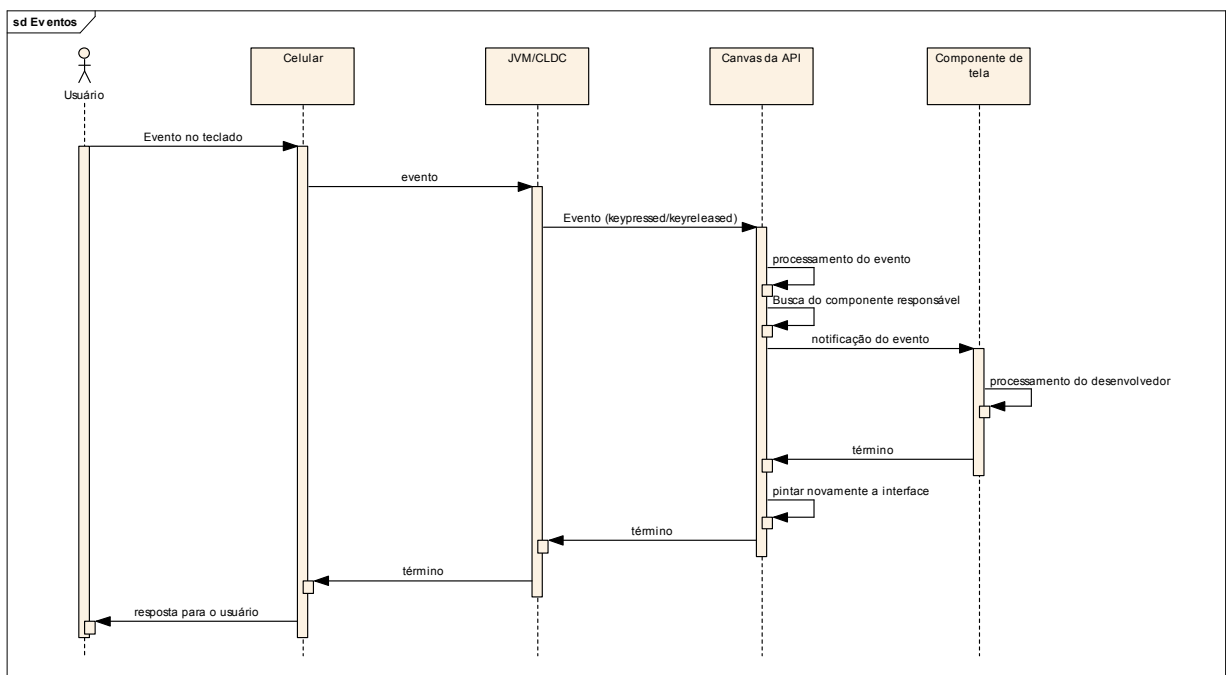 sd Eventos
Usuário
Celular
JVM/CLDC
Canvas da API
Componente de
tela
Evento no teclado
evento
Evento (keypressed/keyreleased)
processamento do evento
Busca do componente responsável
notificação do evento
processamento do desenvolvedor
término
pintar novamente a interface
término
término
resposta para o usuário